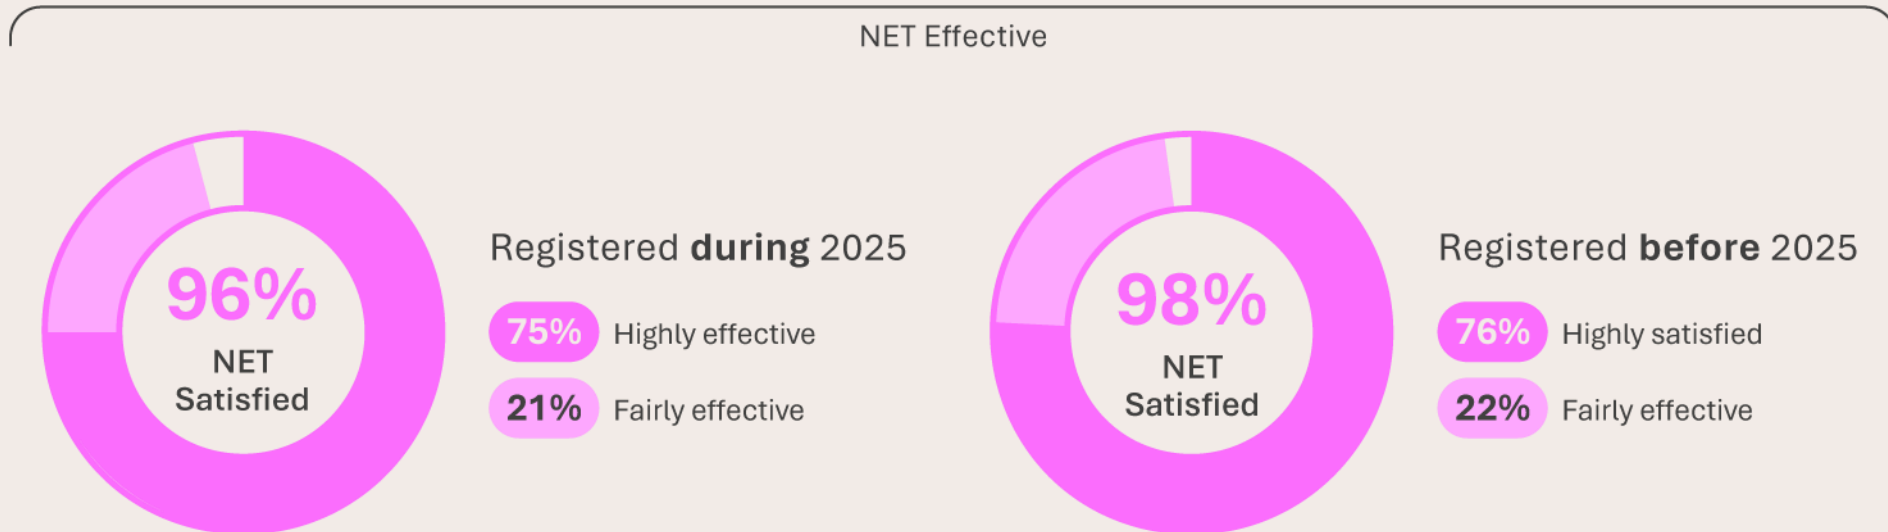 NET Effective
96%
NET
Satisfied
Registered during 2025
75% Highly effective
21% Fairly effective
98%
NET
Satisfied
Registered before 2025
76% Highly satisfied
22% Fairly effective